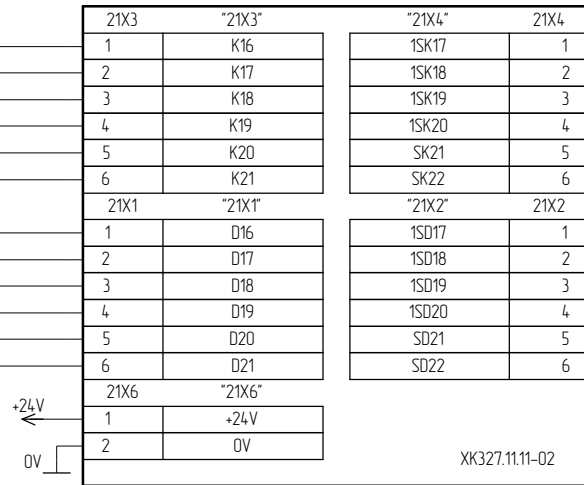 21X3 "21X3" "21X4" 21X4
1 K16 1SK17 1
2 K17 1SK18 2
3 K18 1SK19 3
4 K19 1SK20 4
5 K20 SK21 5
6 K21 SK22 6
21X1 "21X1" "21X2" 21X2
1 D16 1SD17 1
2 D17 1SD18 2
3 D18 1SD19 3
4 D19 1SD20 4
5 D20 SD21 5
6 D21 SD22 6
21X6 "21X6"
+24V 1 +24V
0V 2 0V
XK327.11.11-02